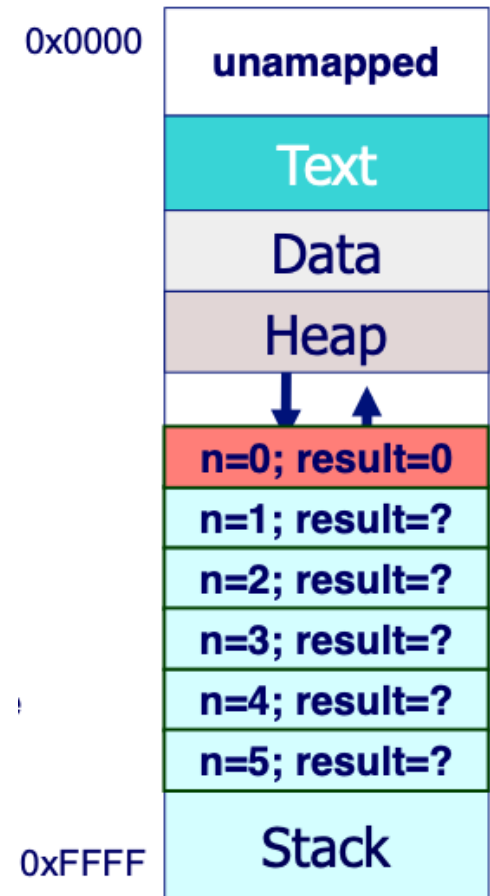 0x0000
unamapped
Text
Data
Heap
n=0; result=0
n=1; result=?
n=2; result=?
n=3; result=?
n=4; result=?
n=5; result=?
Stack
0xFFFF